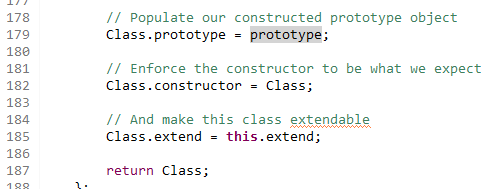 177
178 // Populate our constructed prototype object
179 Class.prototype = prototype;
180
181 // Enforce the constructor to be what we expect
182 Class.constructor = Class;
183
184 // And make this class extendable
185 Class.extend = this.extend;
186
187 return Class;
188 };